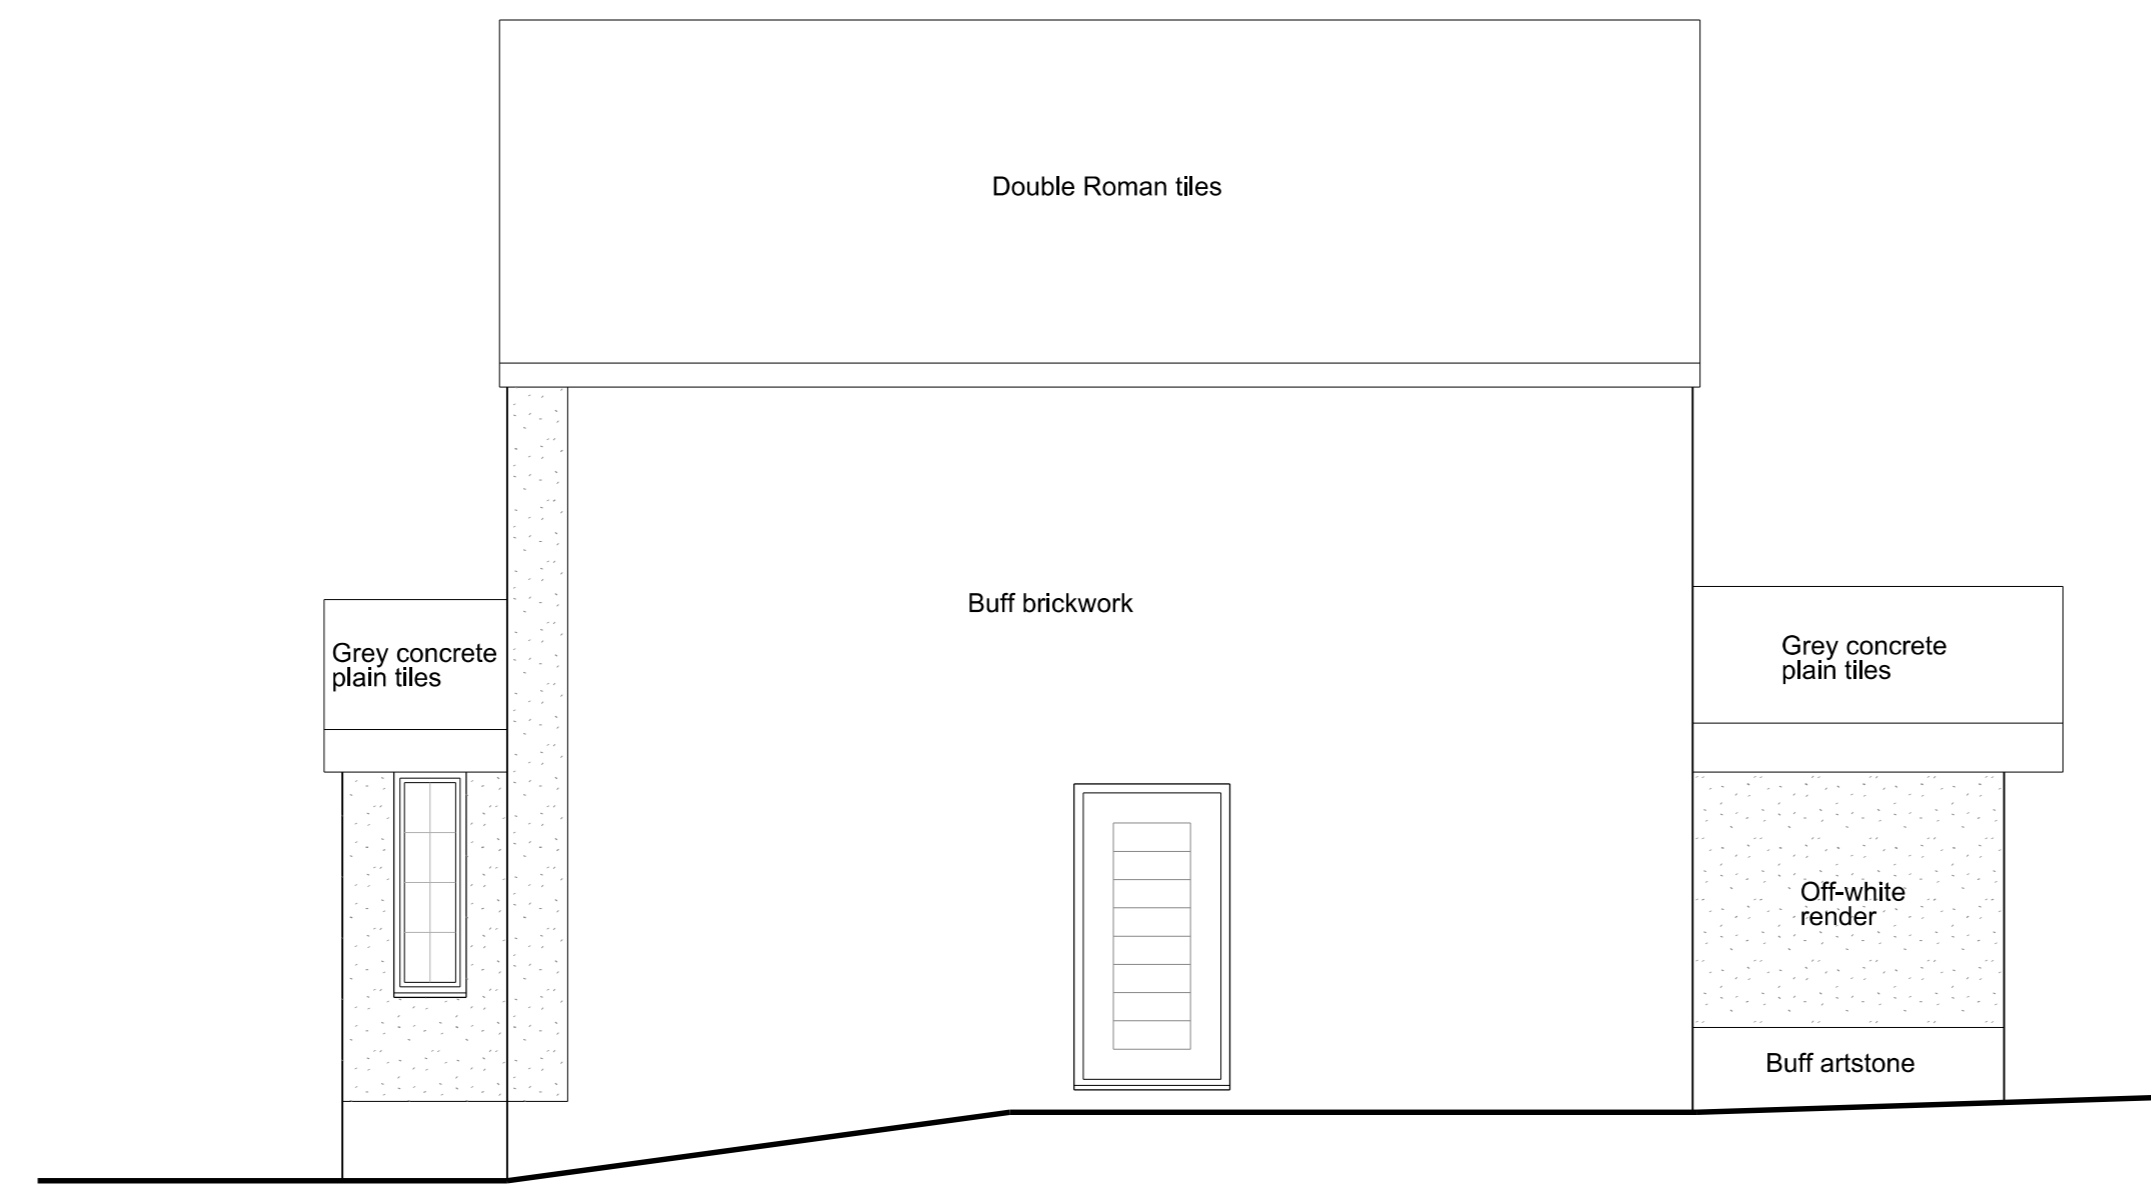 Double Roman tiles
Buff brickwork
Grey concrete
plain tiles
Grey concrete
plain tiles
Off-white
render
Buff artstone